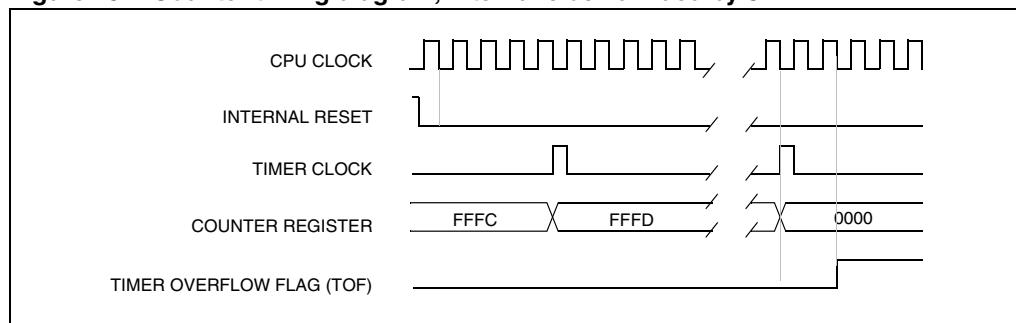 CPU CLOCK
INTERNAL RESET
TIMER CLOCK
COUNTER REGISTER FFFC FFFD 0000
TIMER OVERFLOW FLAG (TOF)